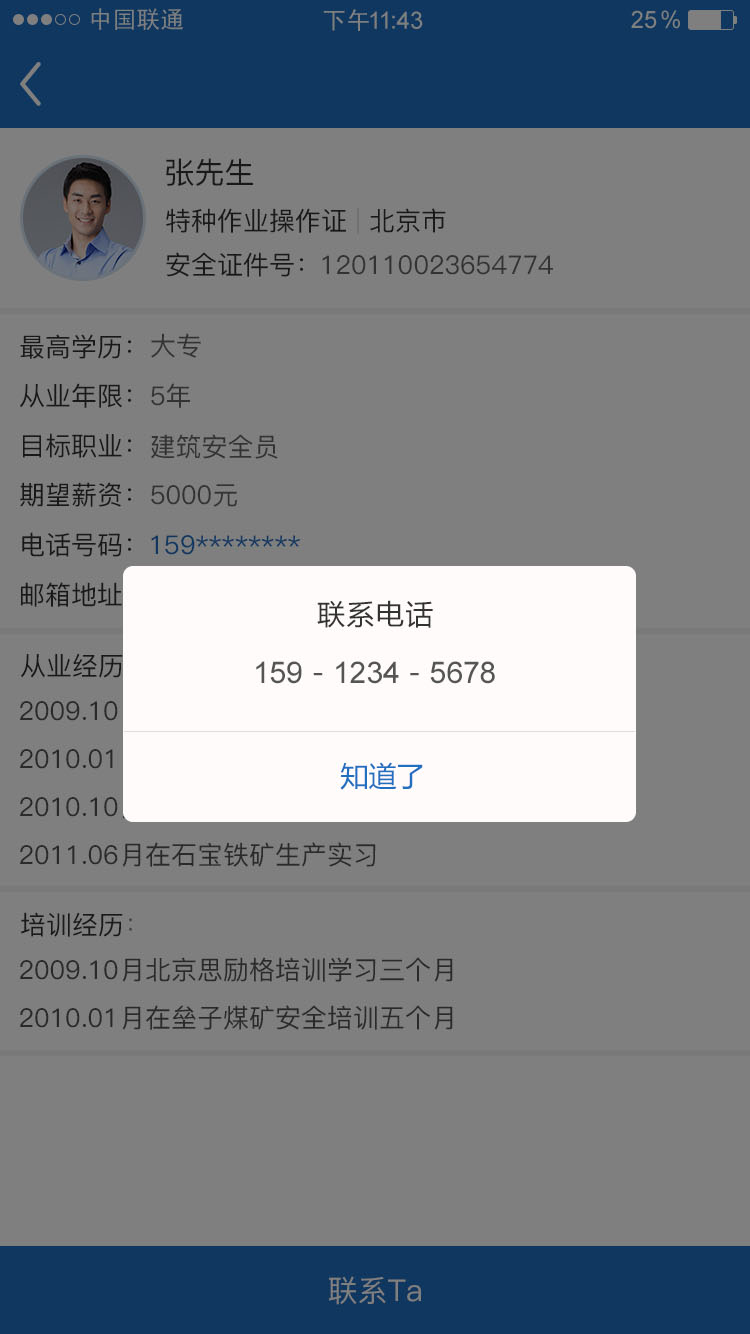 中国联通 下午11:43 25%
张先生
特种作业操作证 北京市
安全证件号：120110023654774
最高学历：大专
从业年限：5年
目标职业：建筑安全员
期望薪资：5000元
电话号码：159********
邮箱地址
联系电话
159 - 1234 - 5678
知道了
从业经历
2009.10
2010.01
2010.10
2011.06月在石宝铁矿生产实习
培训经历：
2009.10月北京思励格培训学习三个月
2010.01月在垒子煤矿安全培训五个月
联系Ta